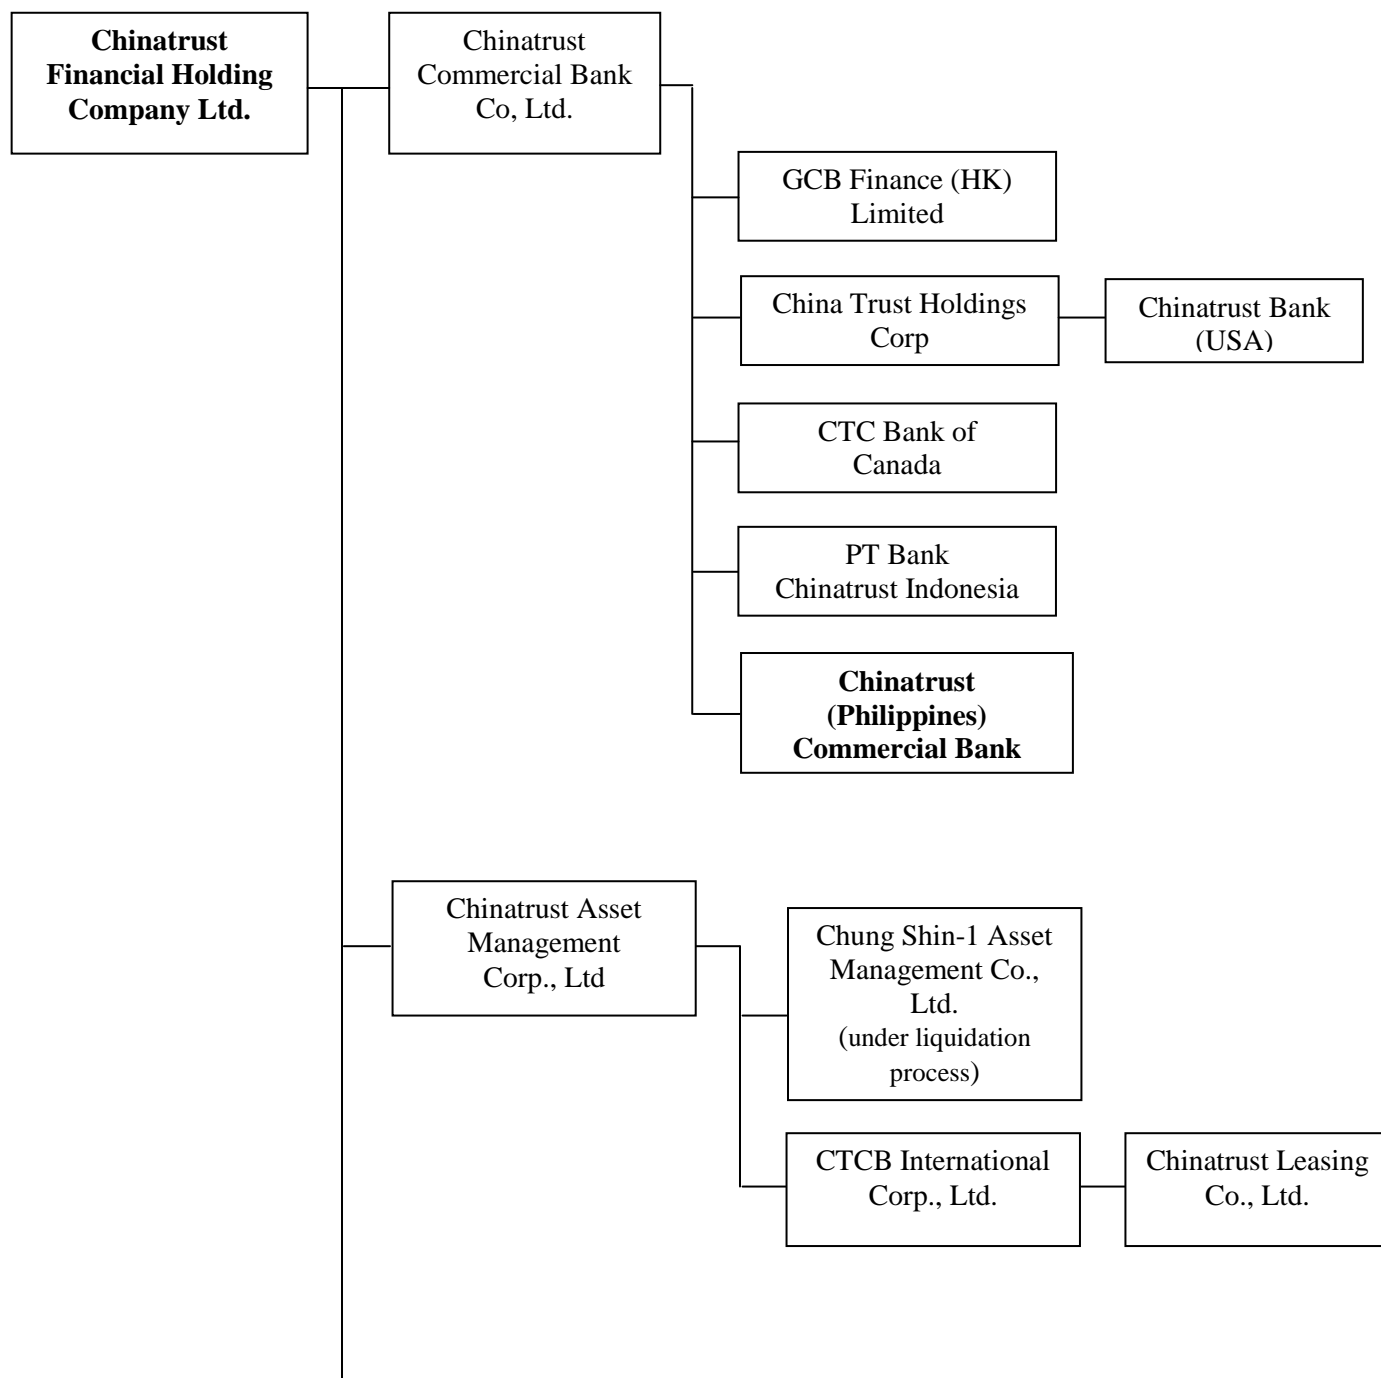 Chinatrust
Financial Holding
Company Ltd.
Chinatrust
Commercial Bank
Co, Ltd.
GCB Finance (HK)
Limited
China Trust Holdings
Corp
Chinatrust Bank
(USA)
CTC Bank of
Canada
PT Bank
Chinatrust Indonesia
Chinatrust
(Philippines)
Commercial Bank
Chinatrust Asset
Management
Corp., Ltd
Chung Shin-1 Asset
Management Co.,
Ltd.
(under liquidation
process)
CTCB International
Corp., Ltd.
Chinatrust Leasing
Co., Ltd.